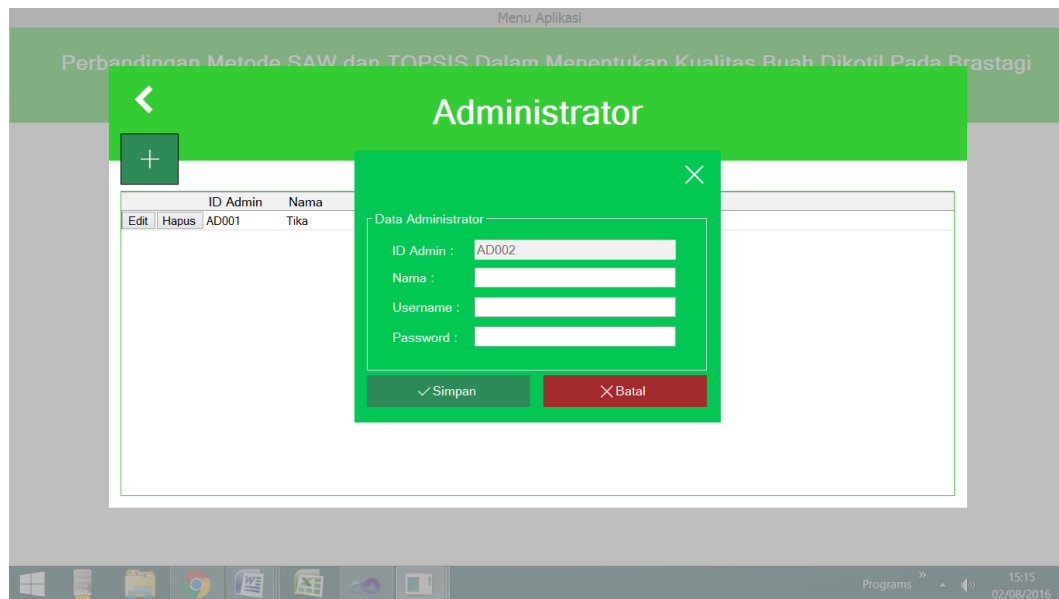 Menu Aplikasi
Perbandingan Metode SAW dan TOPSIS Dalam Menentukan Kualitas Buah Dikotil Pada Brastagi
Administrator
ID Admin Nama
Edit Hapus AD001 Tika
Data Administrator
ID Admin : AD002
Nama :
Username :
Password :
Simpan Batal
Programs 15:15
02/08/2016